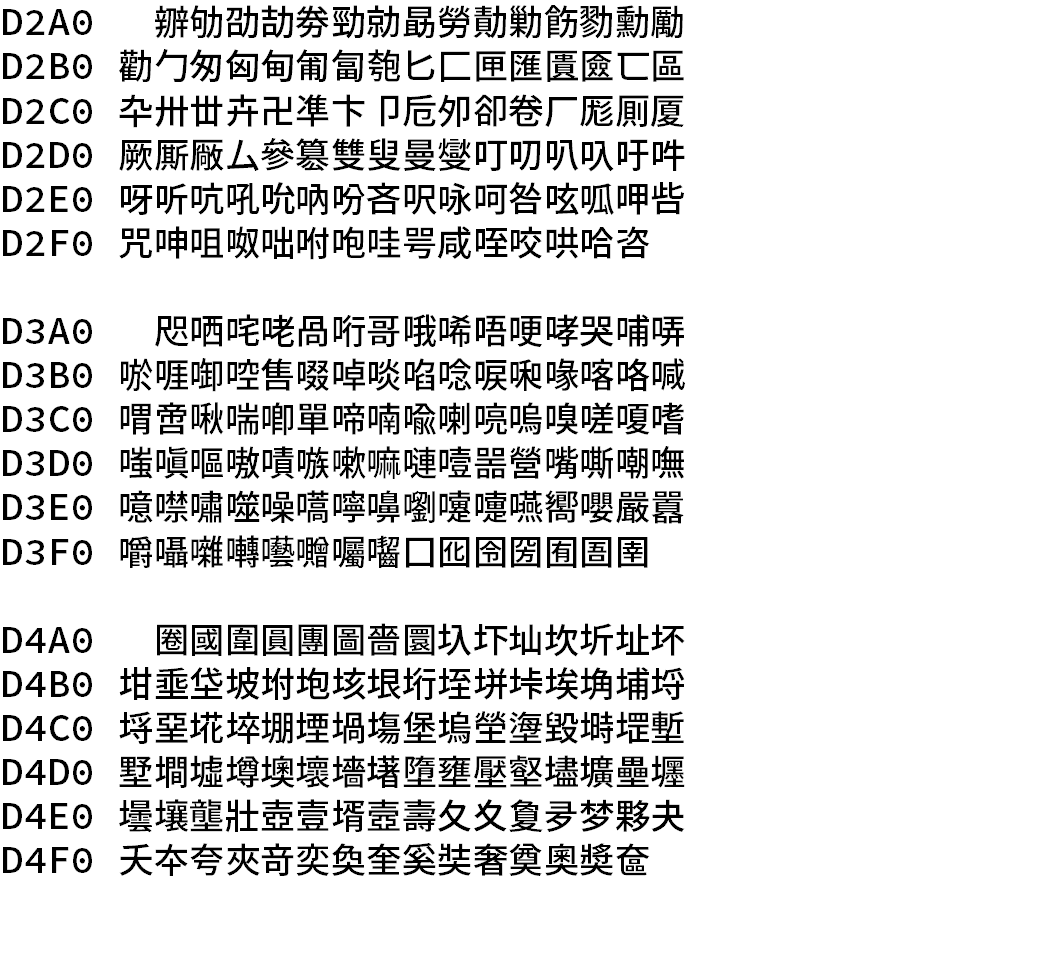 D2A0 辧劬劭劼劵勁勍勗勞勣勦飭勠勳勵
D2B0 勸勹匆匈甸匍匐匏匕匚匣匯匱匳匸區
D2C0 卆卅丗卉卍凖卞卩卮夘卻卷厂厖厠厦
D2D0 厥厮厰厶參簒雙叟曼燮叮叨叭叺吁吽
D2E0 呀听吭吼吮吶吩吝呎咏呵咎呟呱呷呰
D2F0 咒呻咀呶咄咐咆哇咢咸咥咬哄哈咨
D3A0 咫哂咤咾咼哘哥哦唏唔哽哮哭哺哢
D3B0 唹啀啣啌售啜啅啖啗唸唳啝喙喀咯喊
D3C0 喟啻啾喘喞單啼喃喩喇喨嗚嗅嗟嗄嗜
D3D0 嗤嗔嘔嗷嘖嗾嗽嘛嗹噎噐營嘴嘶嘲嘸
D3E0 噫噤嘯噬噪嚆嚀嚊嚠嚔嚏嚥嚮嚶嚴囂
D3F0 嚼囁囃囀囈囎囑囓囗囮囹圀囿圄圉
D4A0 圈國圍圓團圖嗇圜圦圷圸坎圻址坏
D4B0 坩埀垈坡坿垉垓垠垳垤垪垰埃埆埔埒
D4C0 埓堊埖埣堋堙堝塲堡塢塋塰毀塒堽塹
D4D0 墅墹墟墫墺壞墻墸墮壅壓壑壗壙壘壥
D4E0 壜壤壟壯壺壹壻壼壽夂夊夐夛梦夥夬
D4F0 夭夲夸夾竒奕奐奎奚奘奢奠奧奬奩